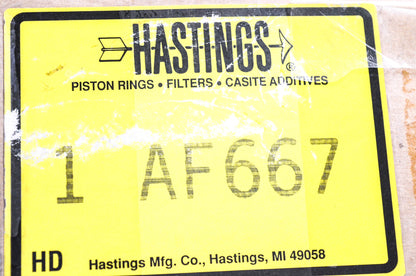 HASTINGS®
PISTON RINGS • FILTERS • CASITE ADDITIVES
1 AF667
HD Hastings Mfg. Co., Hastings, MI 49058